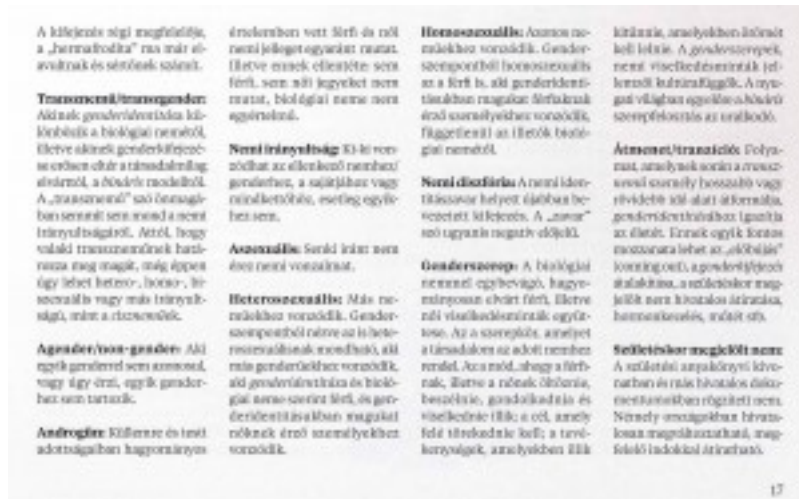 A kifejezés régi megfelelője,
a „hermafrodita” ma már el-
avultnak és sértőnek számít.
Transznemű/transzgender:
Akinek genderidentitása kü-
lönbözik a biológiai nemétől,
illetve akinek genderkifejezé-
se erősen eltér a társadalmilag
elvárttól, a bináris modelltől.
A „transznemű” szó önmagá-
ban semmit sem mond a nemi
irányultságáról. Attól, hogy
valaki transzneműnek hatá-
rozza meg magát, még éppen
úgy lehet hetero-, homo-, bi-
szexuális vagy más irányult-
ságú, mint a ciszneműek.
Agender/non-gender: Aki
egyik genderrel sem azonosul,
vagy úgy érzi, egyik gender-
hez sem tartozik.
Androgün: Külleme és testi
adottságaiban hagyományos
értelemben vett férfi és női
nemi jelleget egyaránt mutat.
Illetve ennek ellentéte: sem
férfi, sem női jegyeket nem
mutat, biológiai neme nem
egyértelmű.
Nemi irányultság: Ki-ki von-
zódhat az ellenkező nemhez/
genderhez, a sajátjához vagy
mindkettőhöz, esetleg egyik-
hez sem.
Aszexuális: Senki iránt nem
érez nemi vonzalmat.
Heteroszexuális: Más ne-
műekhez vonzódik. Gender-
szempontból nézve az is hete-
roszexuálisnak mondható, aki
más genderűekhez vonzódik,
aki genderidentitása és bioló-
giai neme szerint férfi, és gen-
deridentitásukban magukat
nőknek érző személyekhez
vonzódik.
Homoszexuális: Azonos ne-
műekhez vonzódik. Gender-
szempontból homoszexuális
az a férfi is, aki genderidenti-
tásukban magukat férfiaknak
érző személyekhez vonzódik,
függetlenül az illetők bioló-
giai nemétől.
Nemi diszfória: A nemi iden-
titászavar helyett újabban be-
vezetett kifejezés. A „zavar”
szó ugyanis negatív előjelű.
Genderszerep: A biológiai
nemmel egybevágó, hagyo-
mányosan elvárt férfi, illetve
női viselkedésminták együt-
tese. Az a szerepkör, amelyet
a társadalom az adott nemhez
rendel. Az a mód, ahogy a férfi-
nak, illetve a nőnek öltöznie,
beszélnie, gondolkodnia és
viselkednie illik; a cél, amely
felé törekednie kell; a tevé-
kenységek, amelyekben illik
kitűnnie, amelyekben örömét
kell lelnie. A genderszerepek,
nemi viselkedésminták jel-
lemzői kultúrafüggők. A nyu-
gati világban egyelőre a bináris
szerepfelosztás az uralkodó.
Átmenet/tranzíció: Folya-
mat, amelynek során a transz-
nemű személy hosszabb vagy
rövidebb idő alatt átformálja,
genderidentitásához igazítja
az életét. Ennek egyik fontos
mozzanata lehet az „előbújás”
(coming out), a genderkifejezés
átalakítása, a születéskor meg-
jelölt nem hivatalos átíratása,
hormonkezelés, műtét stb.
Születéskor megjelölt nem:
A születési anyakönyvi kivo-
natban és más hivatalos doku-
mentumokban rögzített nem.
Némely országokban hivata-
losan megváltoztatható, meg-
felelő indokkal átíratható.
17